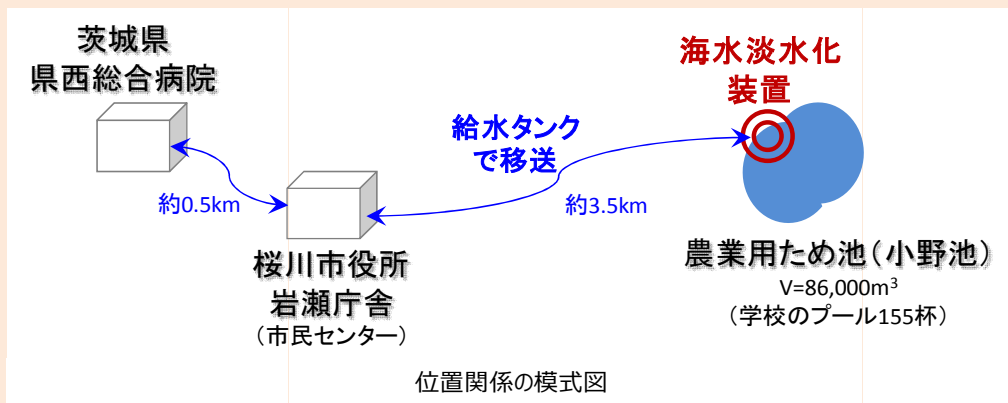 茨城県
県西総合病院
約0.5km
桜川市役所
岩瀬庁舎
(市民センター)
給水タンク
で移送
約3.5km
海水淡水化
装置
農業用ため池(小野池)
V=86,000m³
(学校のプール155杯)
位置関係の模式図